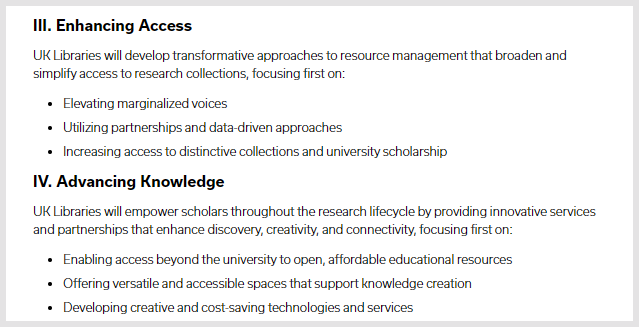 III. Enhancing Access
UK Libraries will develop transformative approaches to resource management that broaden and
simplify access to research collections, focusing first on:
• Elevating marginalized voices
• Utilizing partnerships and data-driven approaches
• Increasing access to distinctive collections and university scholarship
IV. Advancing Knowledge
UK Libraries will empower scholars throughout the research lifecycle by providing innovative services
and partnerships that enhance discovery, creativity, and connectivity, focusing first on:
• Enabling access beyond the university to open, affordable educational resources
• Offering versatile and accessible spaces that support knowledge creation
• Developing creative and cost-saving technologies and services